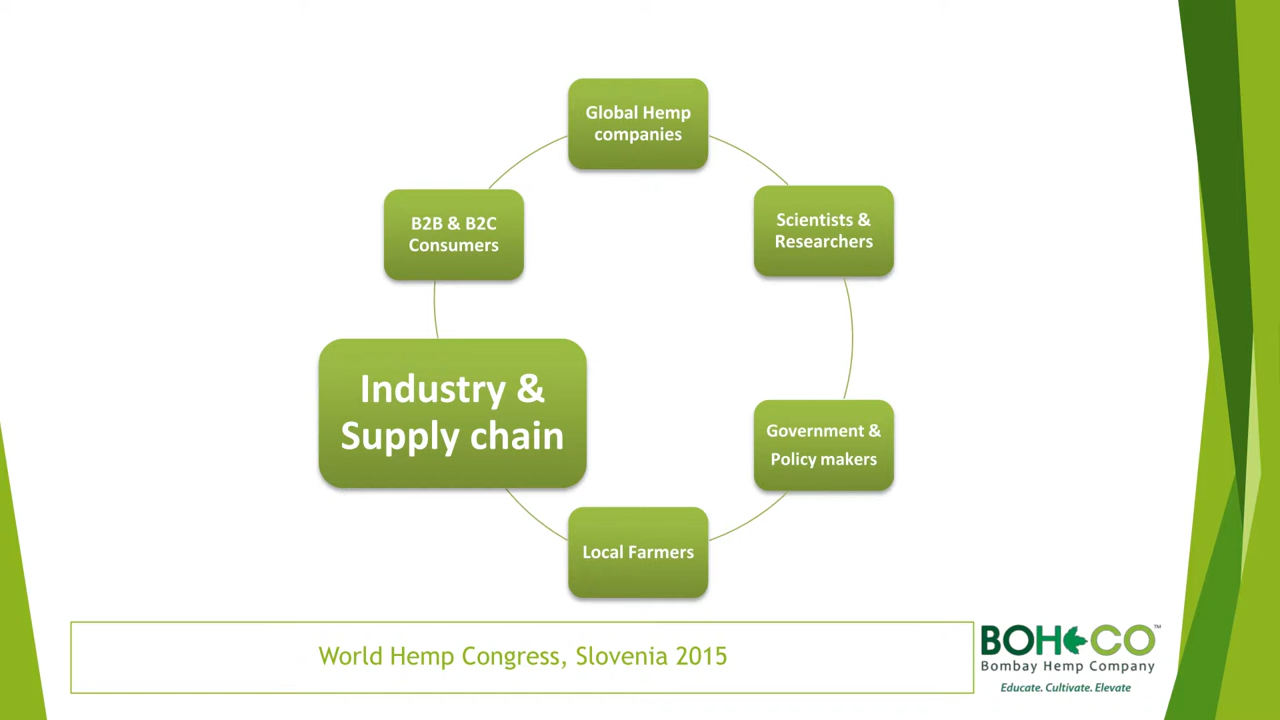 Global Hemp
companies
B2B & B2C
Consumers
Scientists &
Researchers
Industry &
Supply chain
Government &
Policy makers
Local Farmers
World Hemp Congress, Slovenia 2015
BOHECO™
Bombay Hemp Company
Educate. Cultivate. Elevate